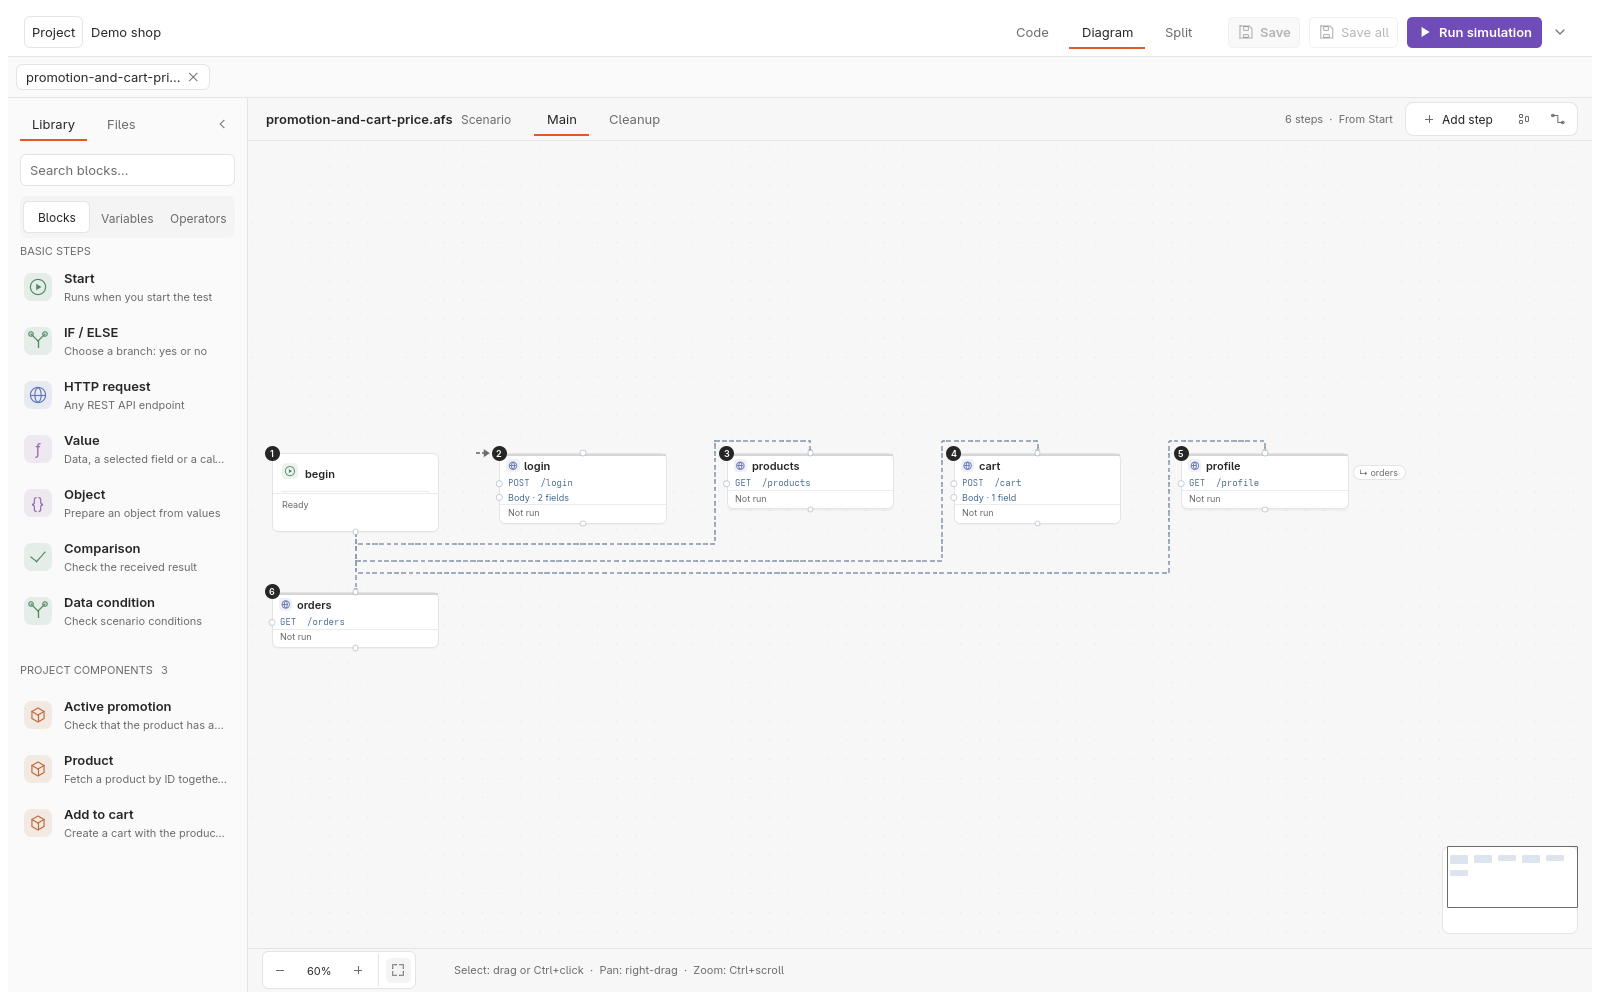 Project
Demo shop
Code
Diagram
Split
Save
Save all
Run simulation
promotion-and-cart-pri...
Library
Files
promotion-and-cart-price.afs
Scenario
Main
Cleanup
6 steps · From Start
Add step
Search blocks...
Blocks
Variables
Operators
BASIC STEPS
Start
Runs when you start the test
IF / ELSE
Choose a branch: yes or no
HTTP request
Any REST API endpoint
Value
Data, a selected field or a cal...
Object
Prepare an object from values
Comparison
Check the received result
Data condition
Check scenario conditions
PROJECT COMPONENTS 3
Active promotion
Check that the product has a...
Product
Fetch a product by ID togethe...
Add to cart
Create a cart with the produc...
1
begin
Ready
2
login
POST /login
Body · 2 fields
Not run
3
products
GET /products
Not run
4
cart
POST /cart
Body · 1 field
Not run
5
profile
GET /profile
Not run
↳ orders
6
orders
GET /orders
Not run
60%
Select: drag or Ctrl+click · Pan: right-drag · Zoom: Ctrl+scroll